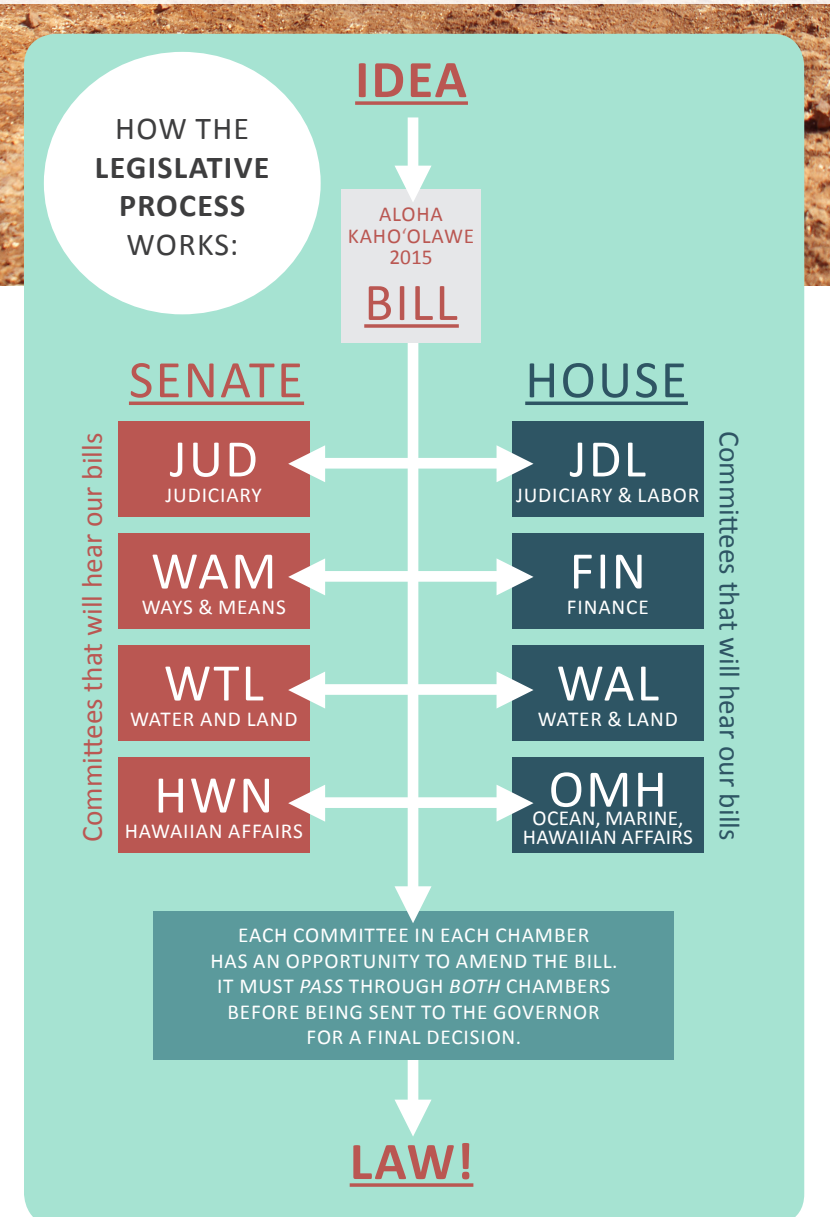 HOW THE
LEGISLATIVE
PROCESS
WORKS:
IDEA
ALOHA
KAHO‘OLAWE
2015
BILL
SENATE
Committees that will hear our bills
JUD
JUDICIARY
WAM
WAYS & MEANS
WTL
WATER AND LAND
HWN
HAWAIIAN AFFAIRS
HOUSE
JDL
JUDICIARY & LABOR
FIN
FINANCE
WAL
WATER & LAND
OMH
OCEAN, MARINE,
HAWAIIAN AFFAIRS
Committees that will hear our bills
EACH COMMITTEE IN EACH CHAMBER
HAS AN OPPORTUNITY TO AMEND THE BILL.
IT MUST PASS THROUGH BOTH CHAMBERS
BEFORE BEING SENT TO THE GOVERNOR
FOR A FINAL DECISION.
LAW!